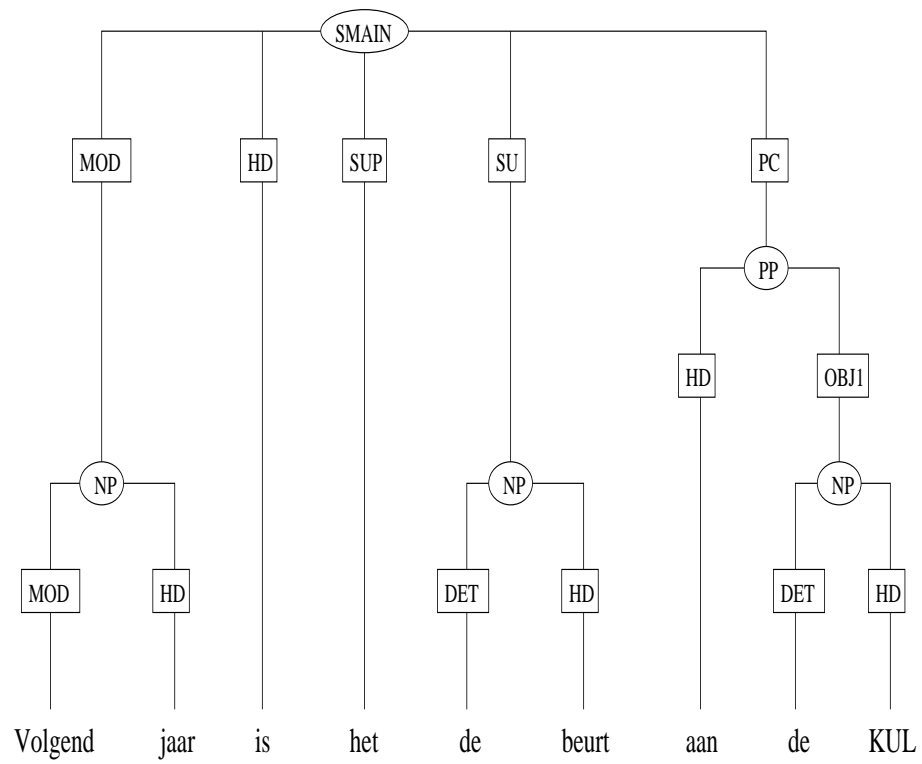 SMAIN
MOD HD SUP SU PC
PP
HD OBJ1
NP NP NP
MOD HD DET HD DET HD
Volgend jaar is het de beurt aan de KUL